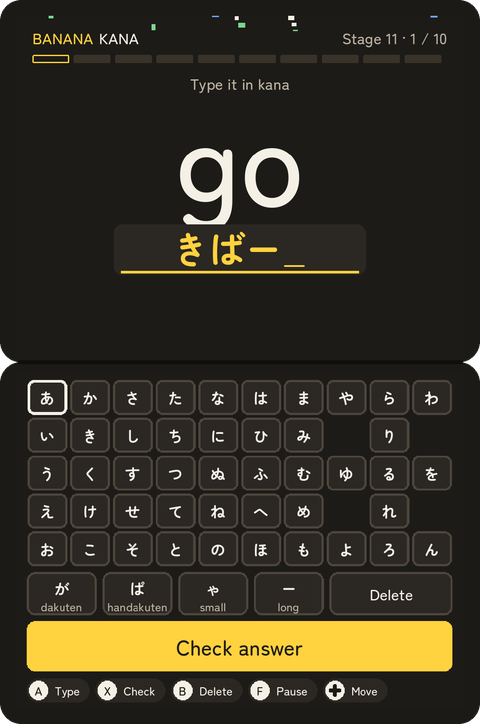 BANANA KANA
Stage 11 · 1 / 10
Type it in kana
go
きばー_
あ か さ た な は ま や ら わ
い き し ち に ひ み り
う く す つ ぬ ふ む ゆ る を
え け せ て ね へ め れ
お こ そ と の ほ も よ ろ ん
が ぱ ゃ ー Delete
dakuten handakuten small long
Check answer
A Type X Check B Delete F Pause Move